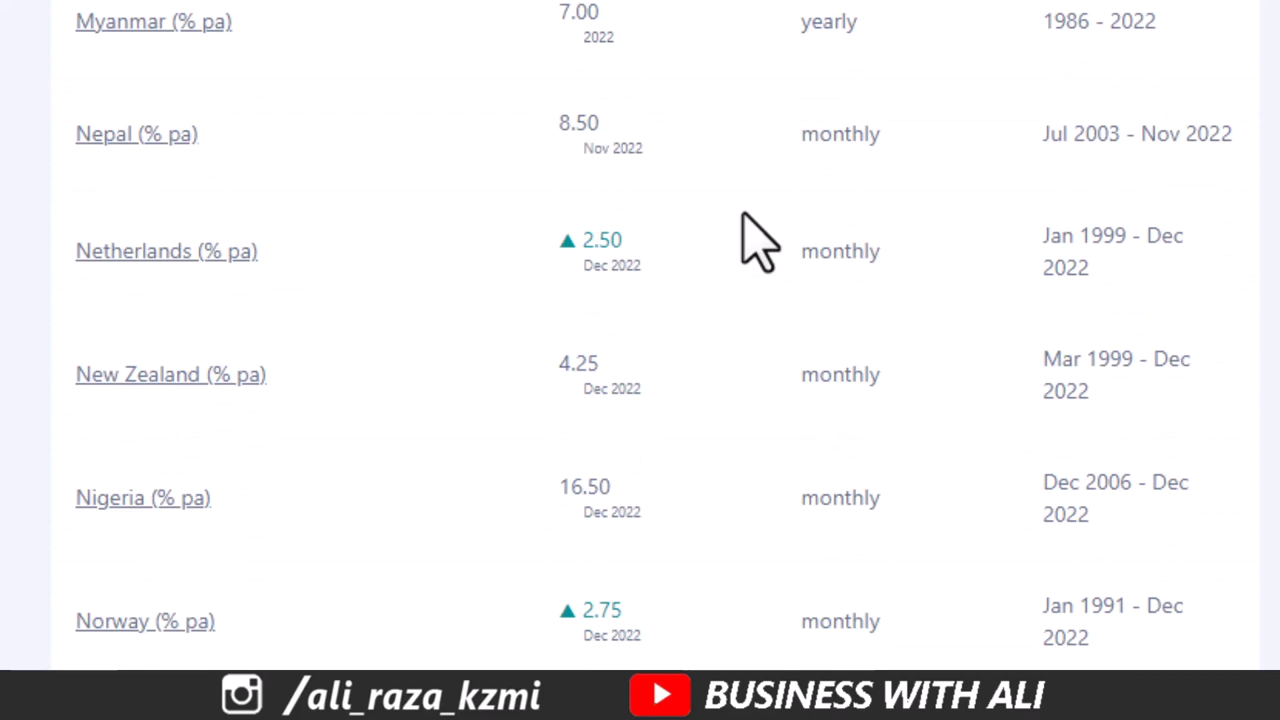 Myanmar (% pa) 7.00 yearly 1986 - 2022
2022
Nepal (% pa) 8.50 monthly Jul 2003 - Nov 2022
Nov 2022
Netherlands (% pa) ▲ 2.50 monthly Jan 1999 - Dec
Dec 2022 2022
New Zealand (% pa) 4.25 monthly Mar 1999 - Dec
Dec 2022 2022
Nigeria (% pa) 16.50 monthly Dec 2006 - Dec
Dec 2022 2022
Norway (% pa) ▲ 2.75 monthly Jan 1991 - Dec
Dec 2022 2022
/ali_raza_kzmi BUSINESS WITH ALI